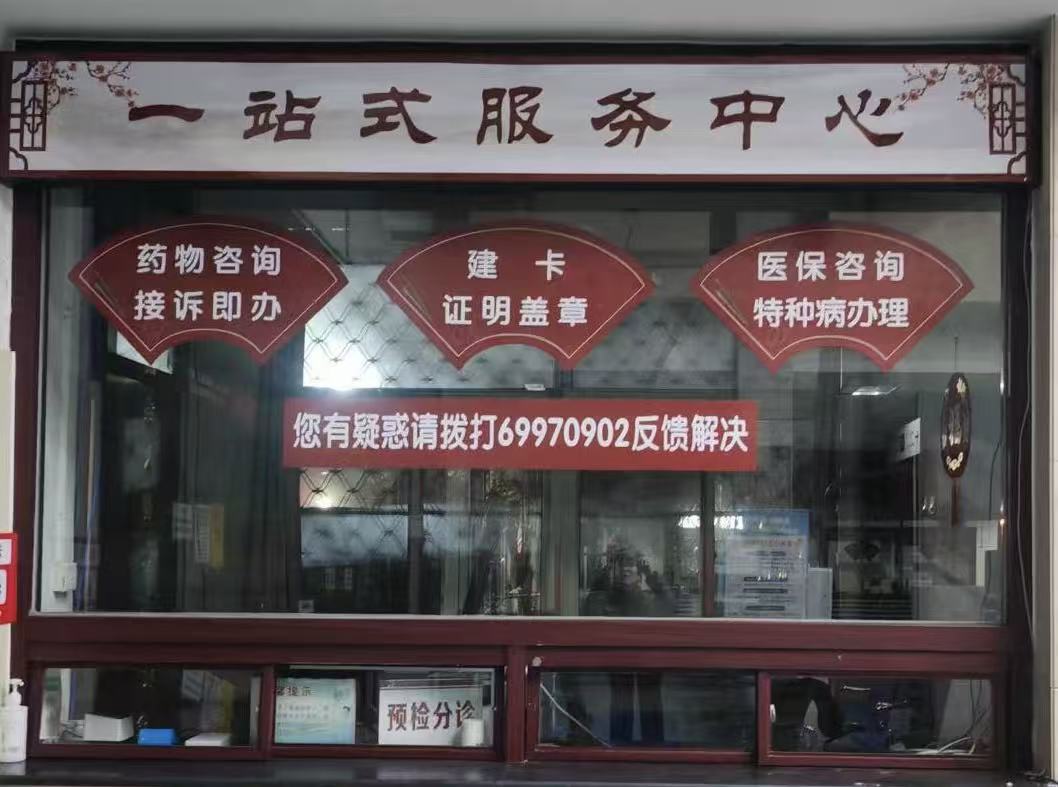 一站式服务中心
药物咨询
接诉即办
建卡
证明盖章
医保咨询
特种病办理
您有疑惑请拨打69970902反馈解决
提示
预检分诊